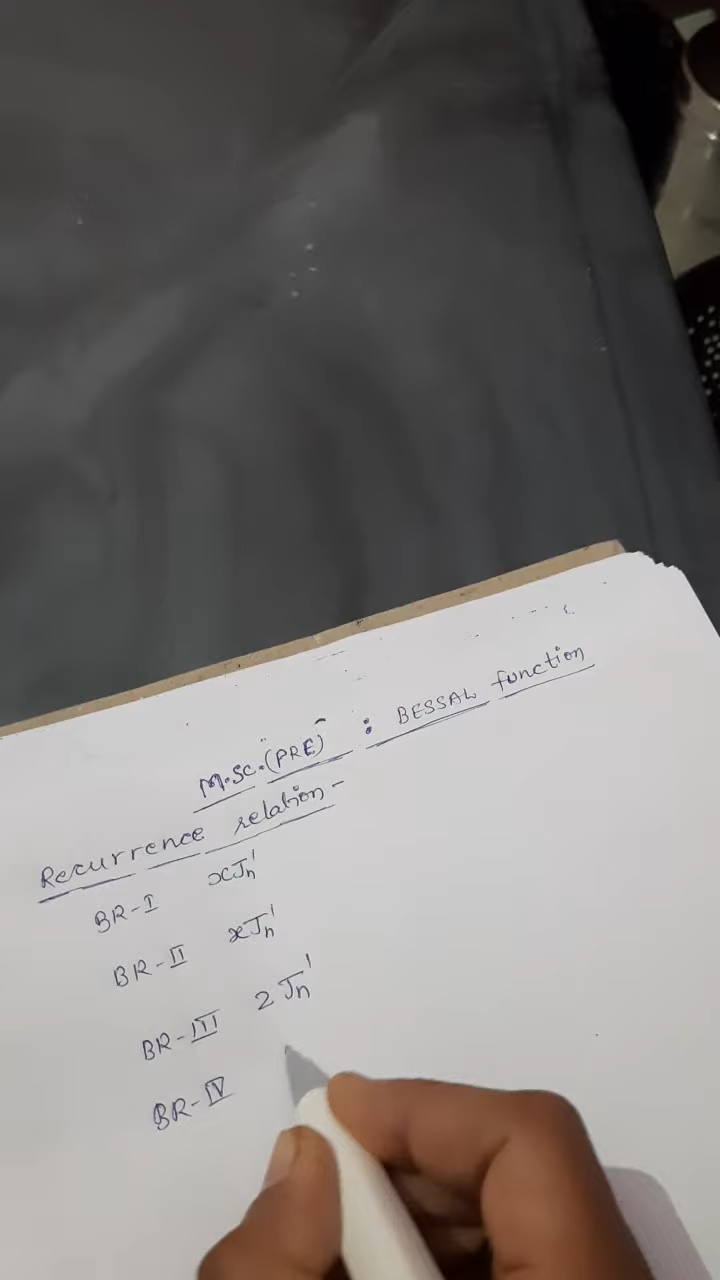 M.SC.(PRE) : BESSAL function
Recurrence relation-
BR-I xJn'
BR-II xJn'
BR-III 2Jn'
BR-IV